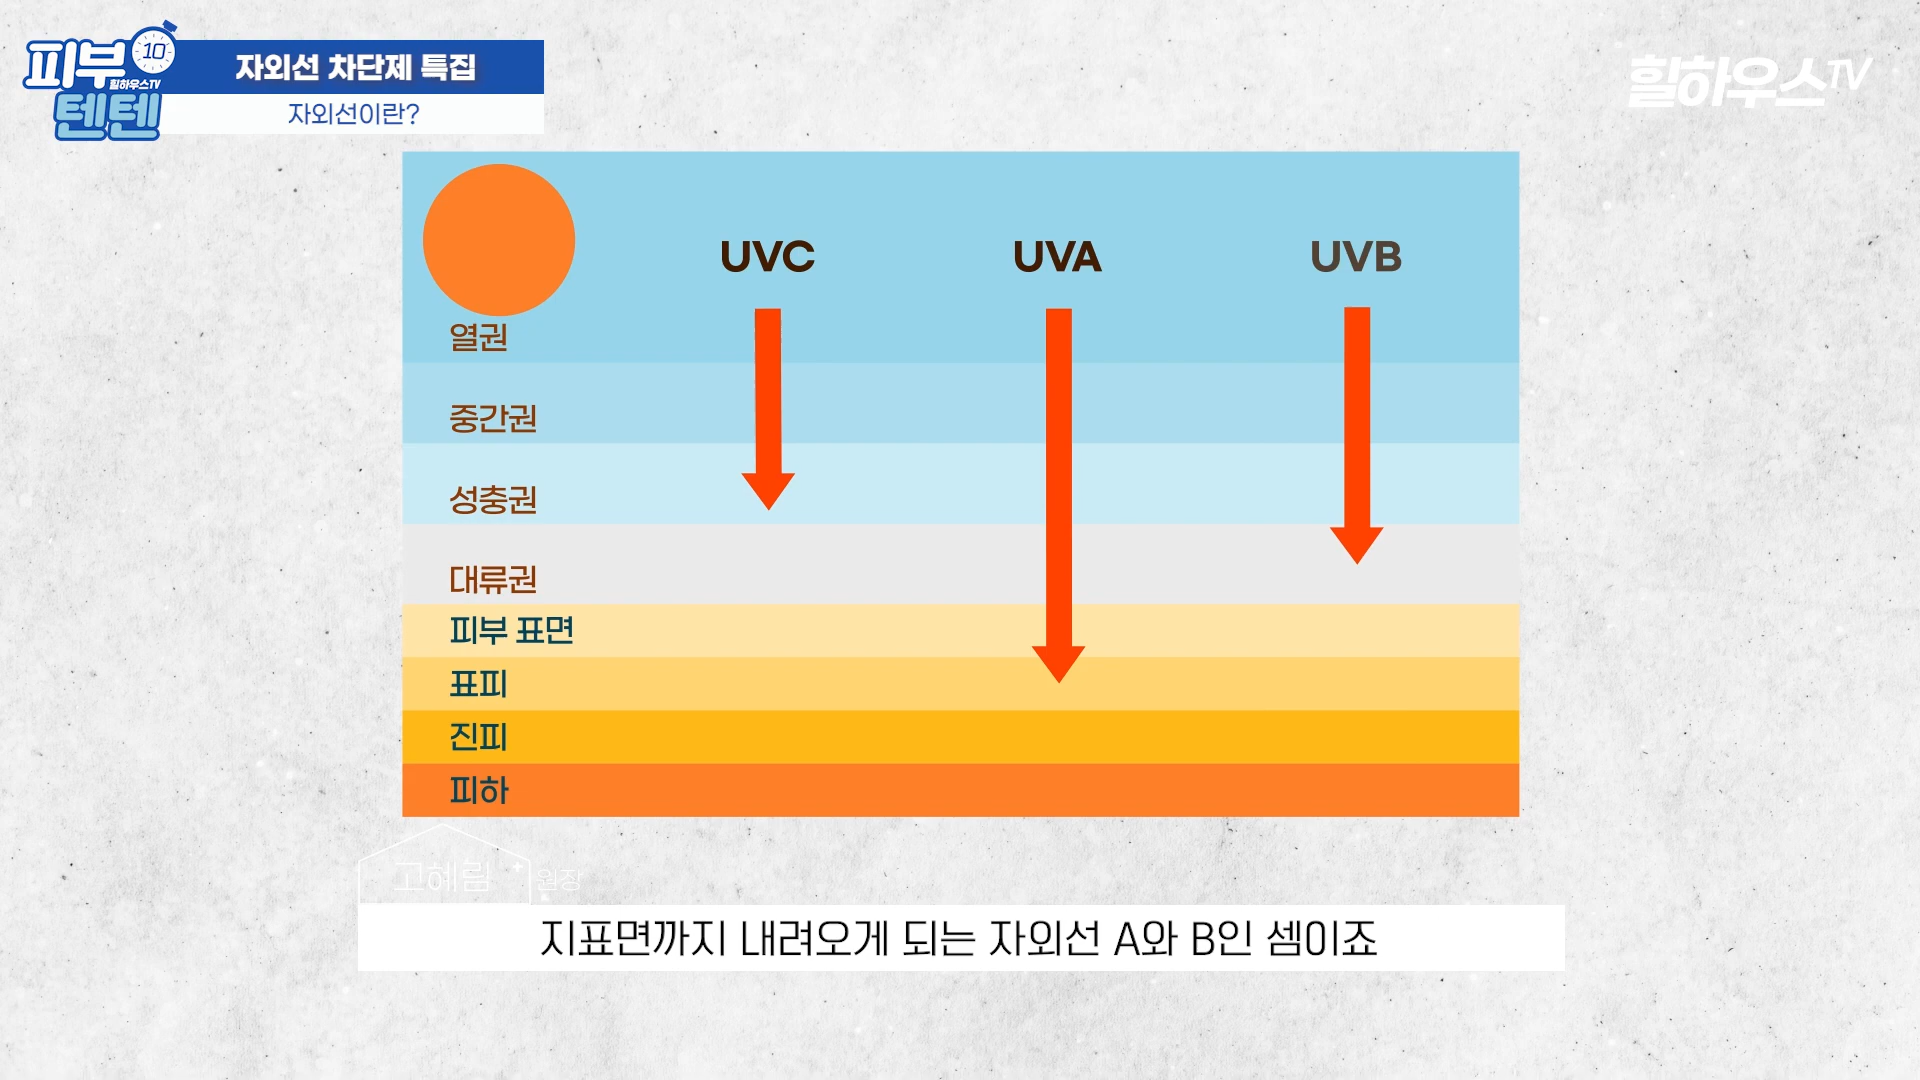 피부
10
휠하우스TV
텐텐
자외선 차단제 특집
자외선이란?
휠하우스TV
UVC
UVA
UVB
열권
중간권
성충권
대류권
피부 표면
표피
진피
피하
고혜림 원장
지표면까지 내려오게 되는 자외선 A와 B인 셈이죠